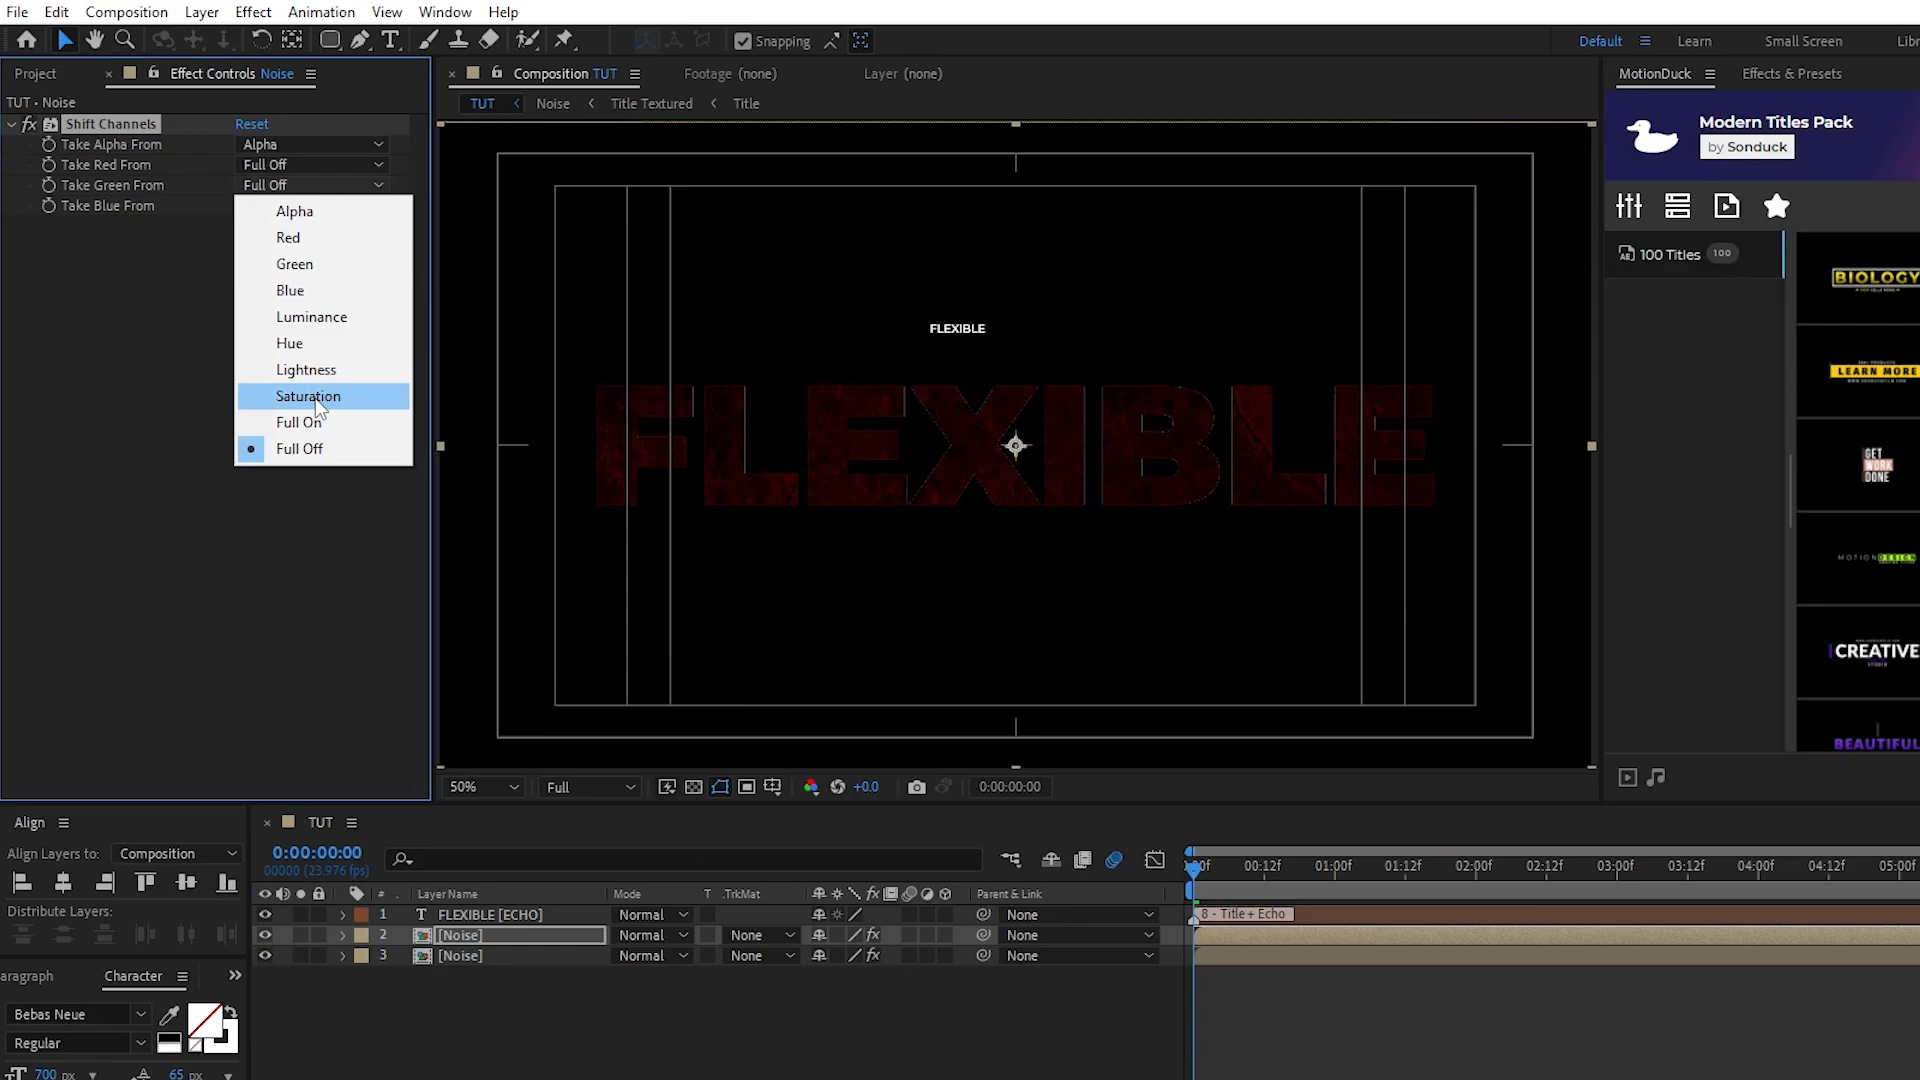 File Edit Composition Layer Effect Animation View Window Help
Snapping
Default Learn Small Screen
Project Effect Controls Noise
Composition TUT Footage (none) Layer (none)
MotionDuck Effects & Presets
TUT • Noise
TUT Noise Title Textured Title
fx Shift Channels Reset
Take Alpha From Alpha
Take Red From Full Off
Take Green From Full Off
Take Blue From
Alpha
Red
Green
Blue
Luminance
Hue
Lightness
Saturation
Full On
Full Off
FLEXIBLE
FLEXIBLE
Modern Titles Pack
by Sonduck
100 Titles 100
BIOLOGY
LEARN MORE
GET
WORK
DONE
MOTION DESIGN
CREATIVE
BEAUTIFUL
50% Full +0.0 0:00:00:00
Align
Align Layers to: Composition
Distribute Layers:
TUT
0:00:00:00
00000 (23.976 fps)
00:12f 01:00f 01:12f 02:00f 02:12f 03:00f 03:12f 04:00f 04:12f 05:00f
# Layer Name Mode T .TrkMat fx Parent & Link
1 T FLEXIBLE [ECHO] Normal None
8 - Title+ Echo
2 [Noise] Normal None fx None
3 [Noise] Normal None fx None
aragraph Character
Bebas Neue
Regular
700 px 65 px